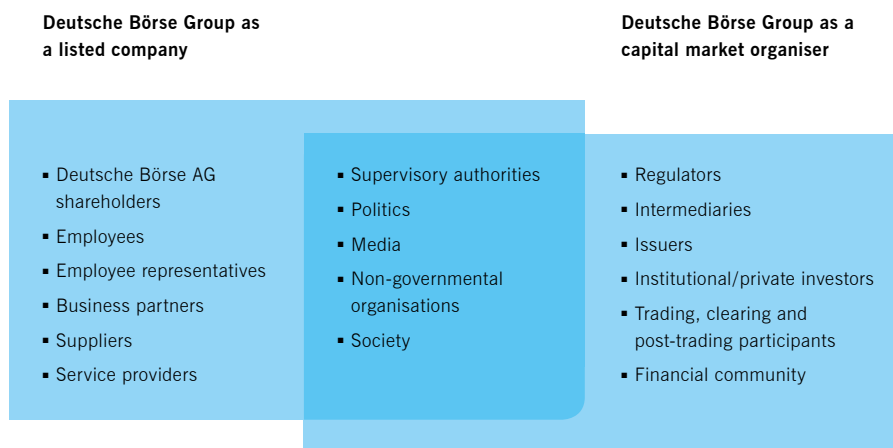 Deutsche Börse Group as
a listed company
Deutsche Börse Group as a
capital market organiser
▪ Deutsche Börse AG
shareholders
▪ Employees
▪ Employee representatives
▪ Business partners
▪ Suppliers
▪ Service providers
▪ Supervisory authorities
▪ Politics
▪ Media
▪ Non-governmental
organisations
▪ Society
▪ Regulators
▪ Intermediaries
▪ Issuers
▪ Institutional/private investors
▪ Trading, clearing and
post-trading participants
▪ Financial community